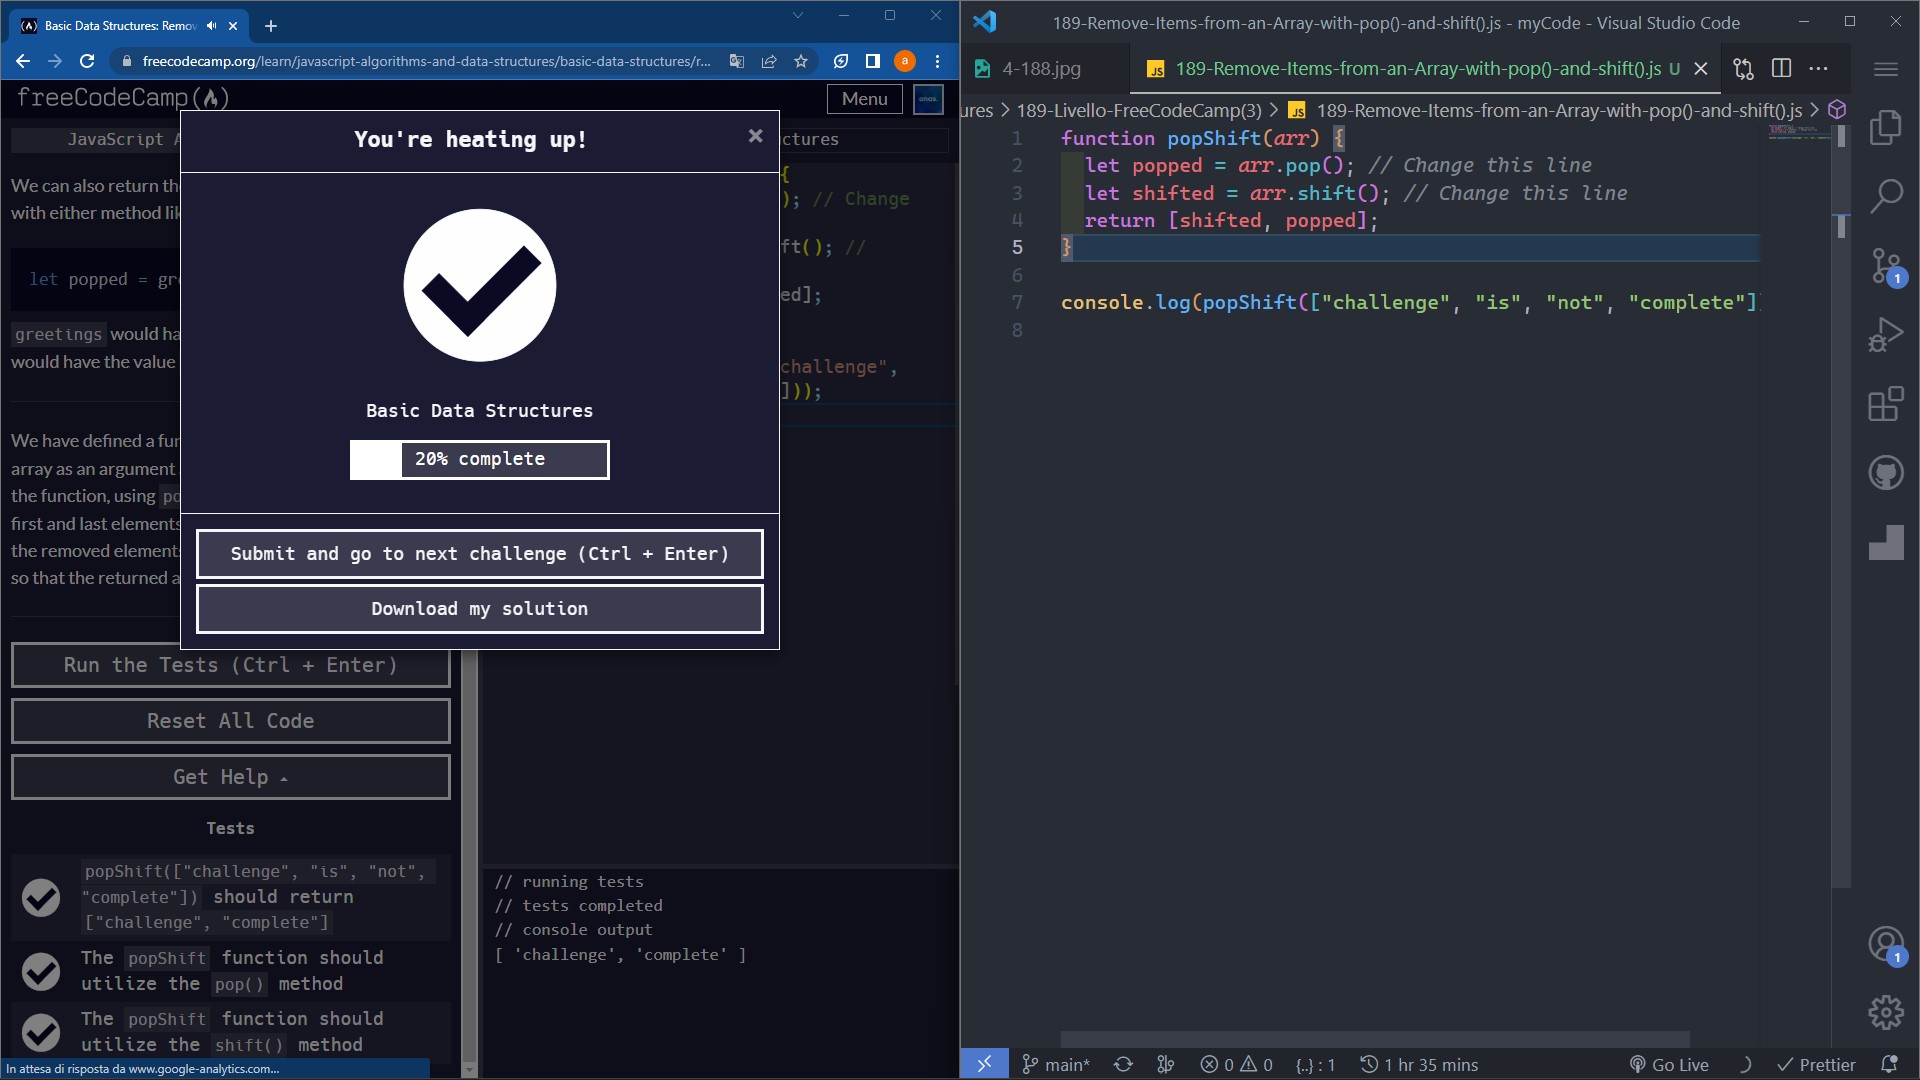 Basic Data Structures: Remov
freecodecamp.org/learn/javascript-algorithms-and-data-structures/basic-data-structures/r...
a
freeCodeCamp(
)
Menu
JavaScript A
ctures
We can also return th
with either method lik
let popped = gr
greetings would ha
would have the value
We have defined a fun
array as an argument
the function, using po
first and last elements
the removed elements
so that the returned a
{
); // Change
ft(); //
ed];
challenge",
]));
You're heating up!
×
Basic Data Structures
20% complete
Submit and go to next challenge (Ctrl + Enter)
Download my solution
Run the Tests (Ctrl + Enter)
Reset All Code
Get Help
Tests
popShift(["challenge", "is", "not",
"complete"]) should return
["challenge", "complete"]
The popShift function should
utilize the pop() method
The popShift function should
utilize the shift() method
// running tests
// tests completed
// console output
[ 'challenge', 'complete' ]
In attesa di risposta da www.google-analytics.com...
189-Remove-Items-from-an-Array-with-pop()-and-shift().js - myCode - Visual Studio Code
4-188.jpg
JS 189-Remove-Items-from-an-Array-with-pop()-and-shift().js U
ures > 189-Livello-FreeCodeCamp(3) > JS 189-Remove-Items-from-an-Array-with-pop()-and-shift().js >
1 function popShift(arr) {
2 let popped = arr.pop(); // Change this line
3 let shifted = arr.shift(); // Change this line
4 return [shifted, popped];
5 }
6
7 console.log(popShift(["challenge", "is", "not", "complete"]
8
1
1
main*
0 0
{..} : 1
1 hr 35 mins
Go Live
Prettier